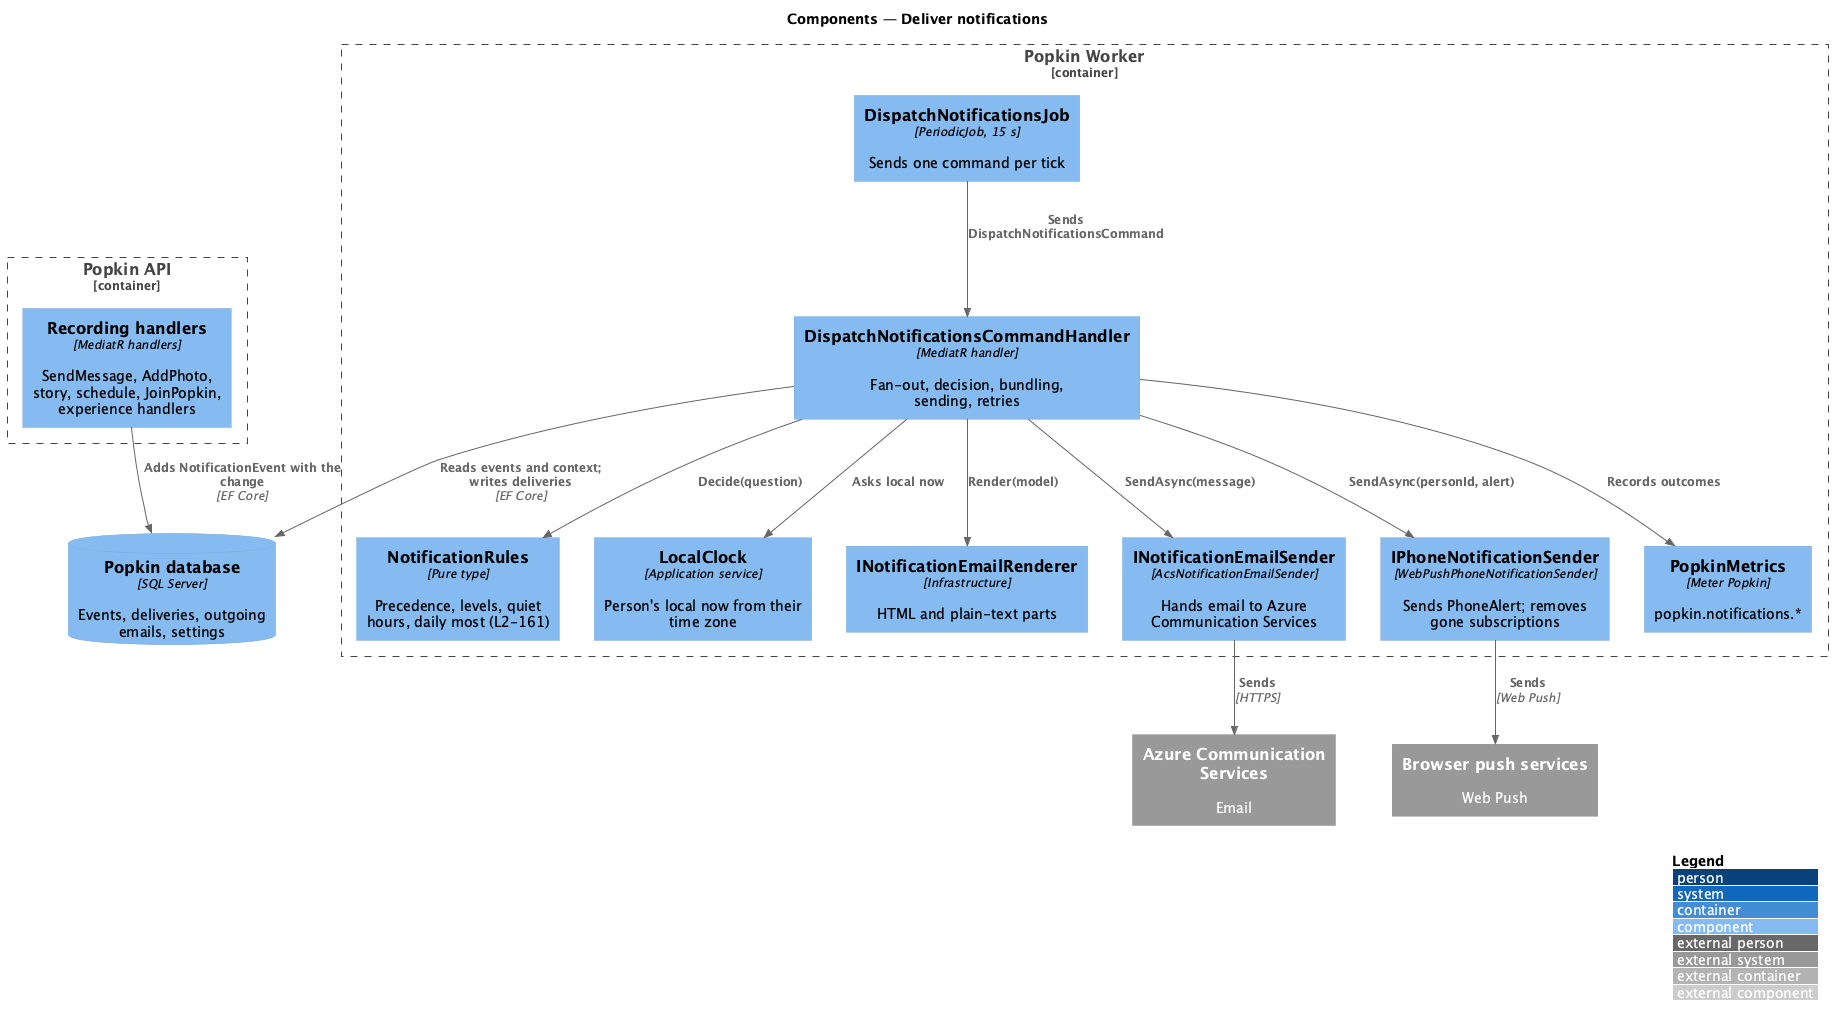 Components — Deliver notifications
Popkin Worker
[container]
DispatchNotificationsJob
[PeriodicJob, 15 s]
Sends one command per tick
Sends
DispatchNotificationsCommand
Popkin API
[container]
Recording handlers
[MediatR handlers]
SendMessage, AddPhoto,
story, schedule, JoinPopkin,
experience handlers
DispatchNotificationsCommandHandler
[MediatR handler]
Fan-out, decision, bundling,
sending, retries
Adds NotificationEvent with the
change
[EF Core]
Reads events and context;
writes deliveries
[EF Core]
Decide(question)
Asks local now
Render(model)
SendAsync(message)
SendAsync(personId, alert)
Records outcomes
Popkin database
[SQL Server]
Events, deliveries, outgoing
emails, settings
NotificationRules
[Pure type]
Precedence, levels, quiet
hours, daily most (L2-161)
LocalClock
[Application service]
Person's local now from their
time zone
INotificationEmailRenderer
[Infrastructure]
HTML and plain-text parts
INotificationEmailSender
[AcsNotificationEmailSender]
Hands email to Azure
Communication Services
IPhoneNotificationSender
[WebPushPhoneNotificationSender]
Sends PhoneAlert; removes
gone subscriptions
PopkinMetrics
[Meter Popkin]
popkin.notifications.*
Sends
[HTTPS]
Sends
[Web Push]
Azure Communication
Services
Email
Browser push services
Web Push
Legend
person
system
container
component
external person
external system
external container
external component